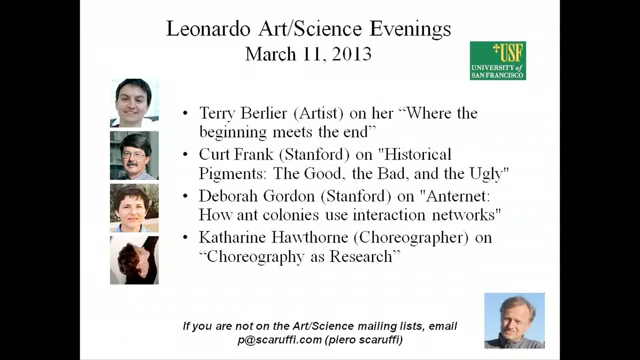 Leonardo Art/Science Evenings
March 11, 2013
USF
UNIVERSITY of
SAN FRANCISCO
• Terry Berlier (Artist) on her “Where the
beginning meets the end”
• Curt Frank (Stanford) on "Historical
Pigments: The Good, the Bad, and the Ugly"
• Deborah Gordon (Stanford) on "Anternet:
How ant colonies use interaction networks"
• Katharine Hawthorne (Choreographer) on
“Choreography as Research”
If you are not on the Art/Science mailing lists, email
p@scaruffi.com (piero scaruffi)